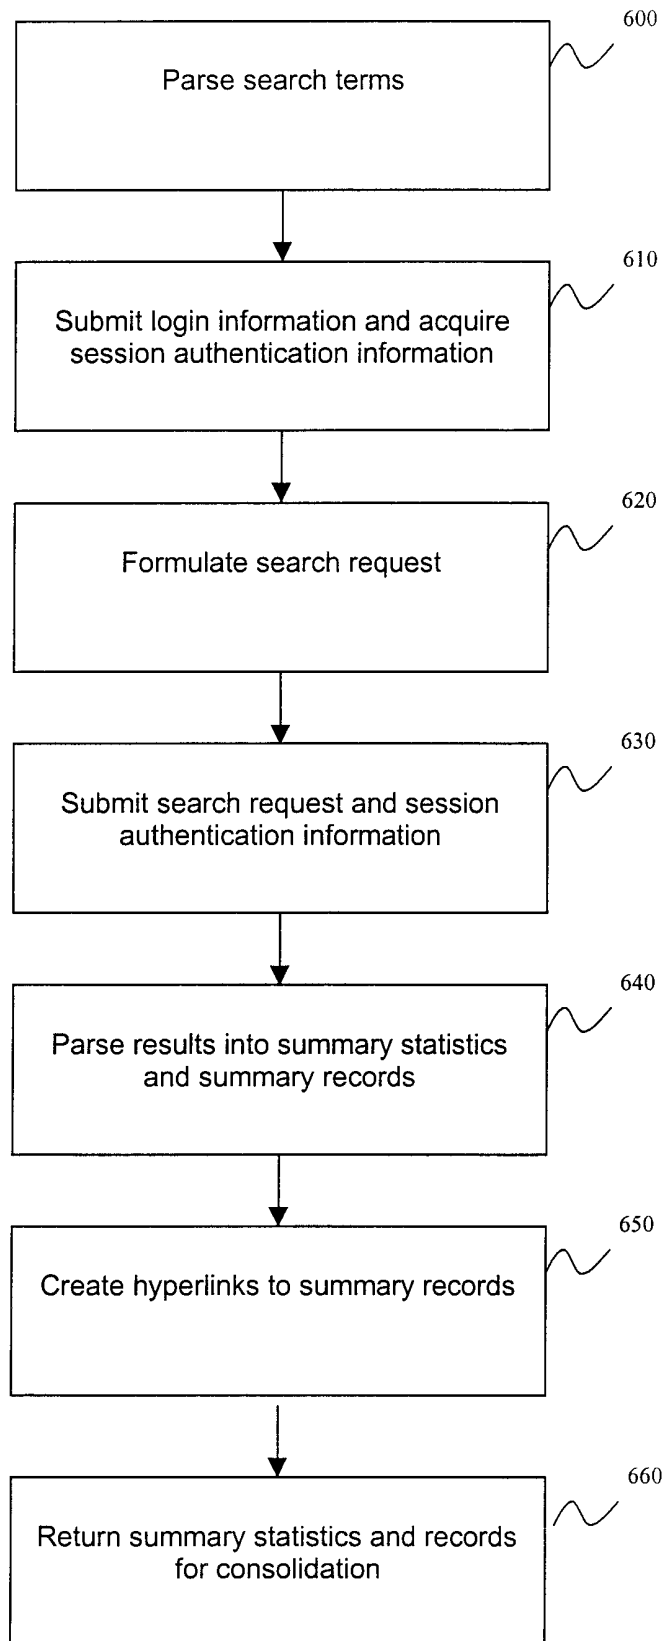 600
Parse search terms
610
Submit login information and acquire
session authentication information
620
Formulate search request
630
Submit search request and session
authentication information
640
Parse results into summary statistics
and summary records
650
Create hyperlinks to summary records
660
Return summary statistics and records
for consolidation